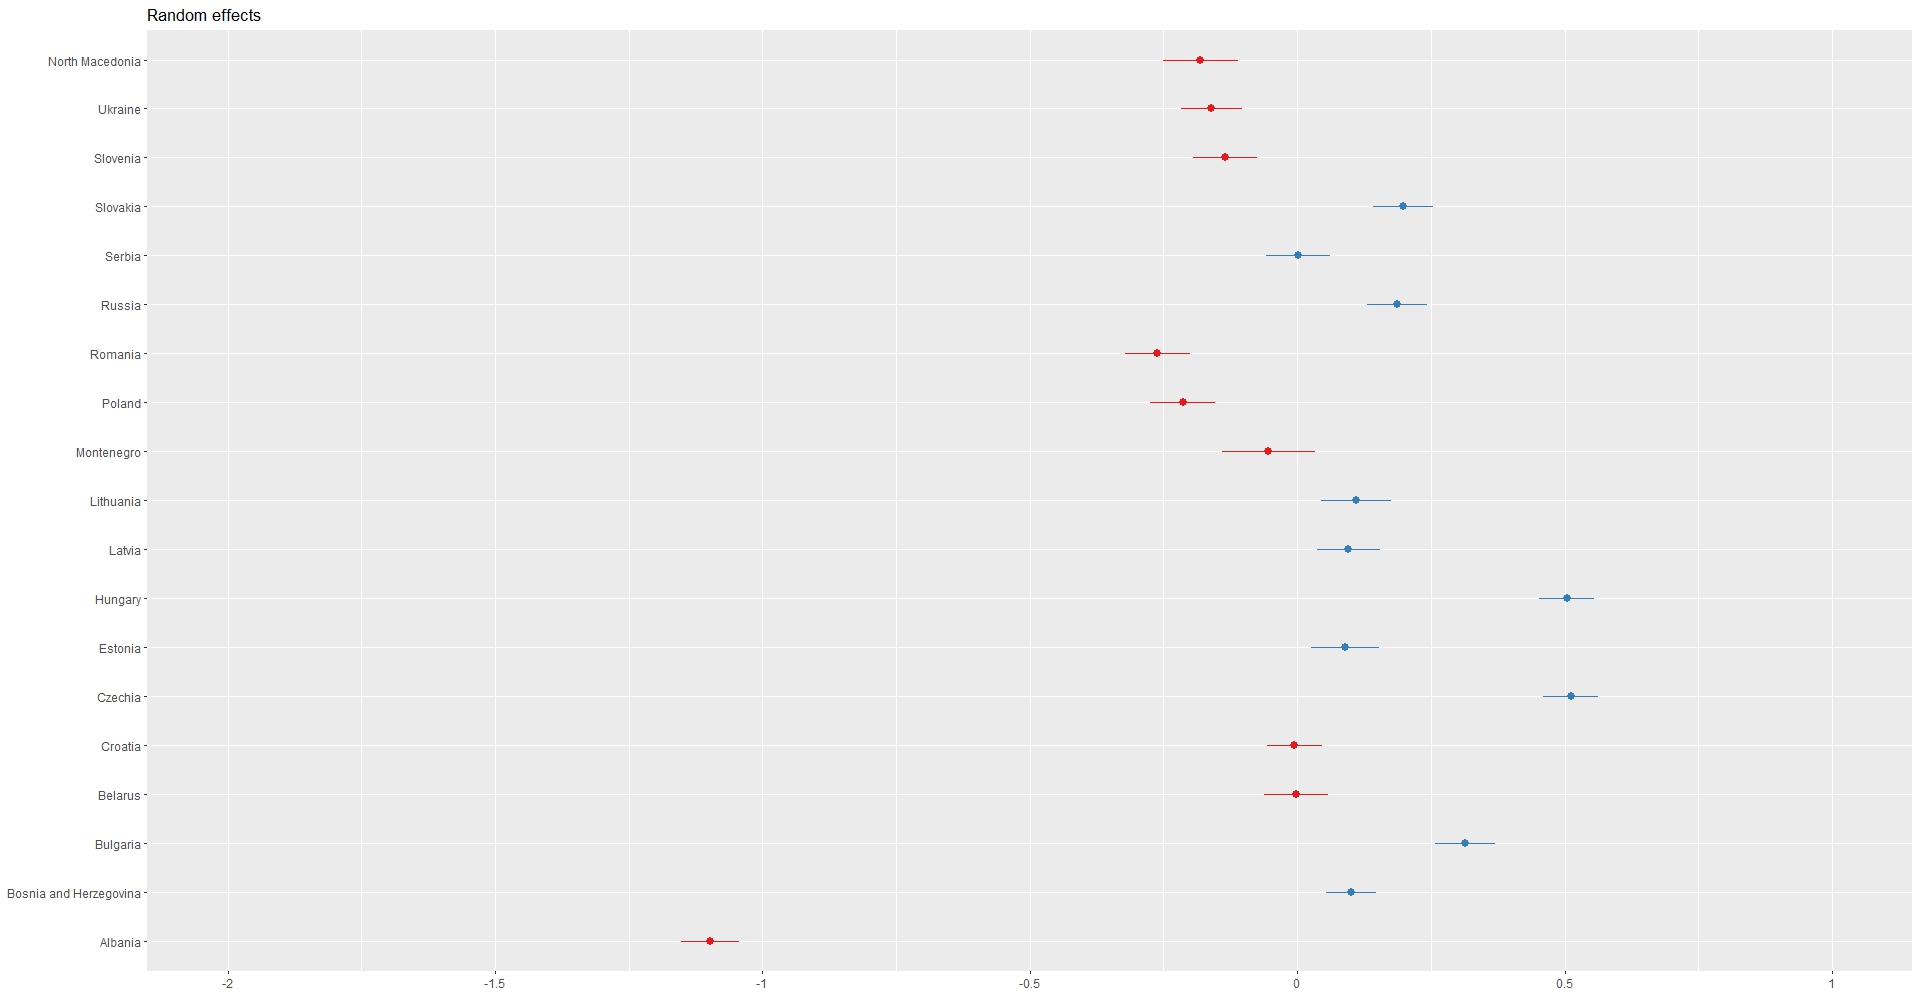 Random effects
North Macedonia
Ukraine
Slovenia
Slovakia
Serbia
Russia
Romania
Poland
Montenegro
Lithuania
Latvia
Hungary
Estonia
Czechia
Croatia
Belarus
Bulgaria
Bosnia and Herzegovina
Albania
-2 -1.5 -1 -0.5 0 0.5 1